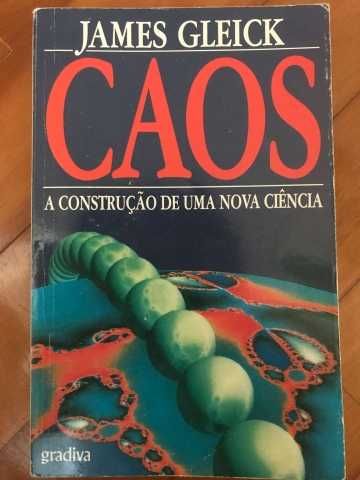 JAMES GLEICK
CAOS
A CONSTRUÇÃO DE UMA NOVA CIÊNCIA
gradiva